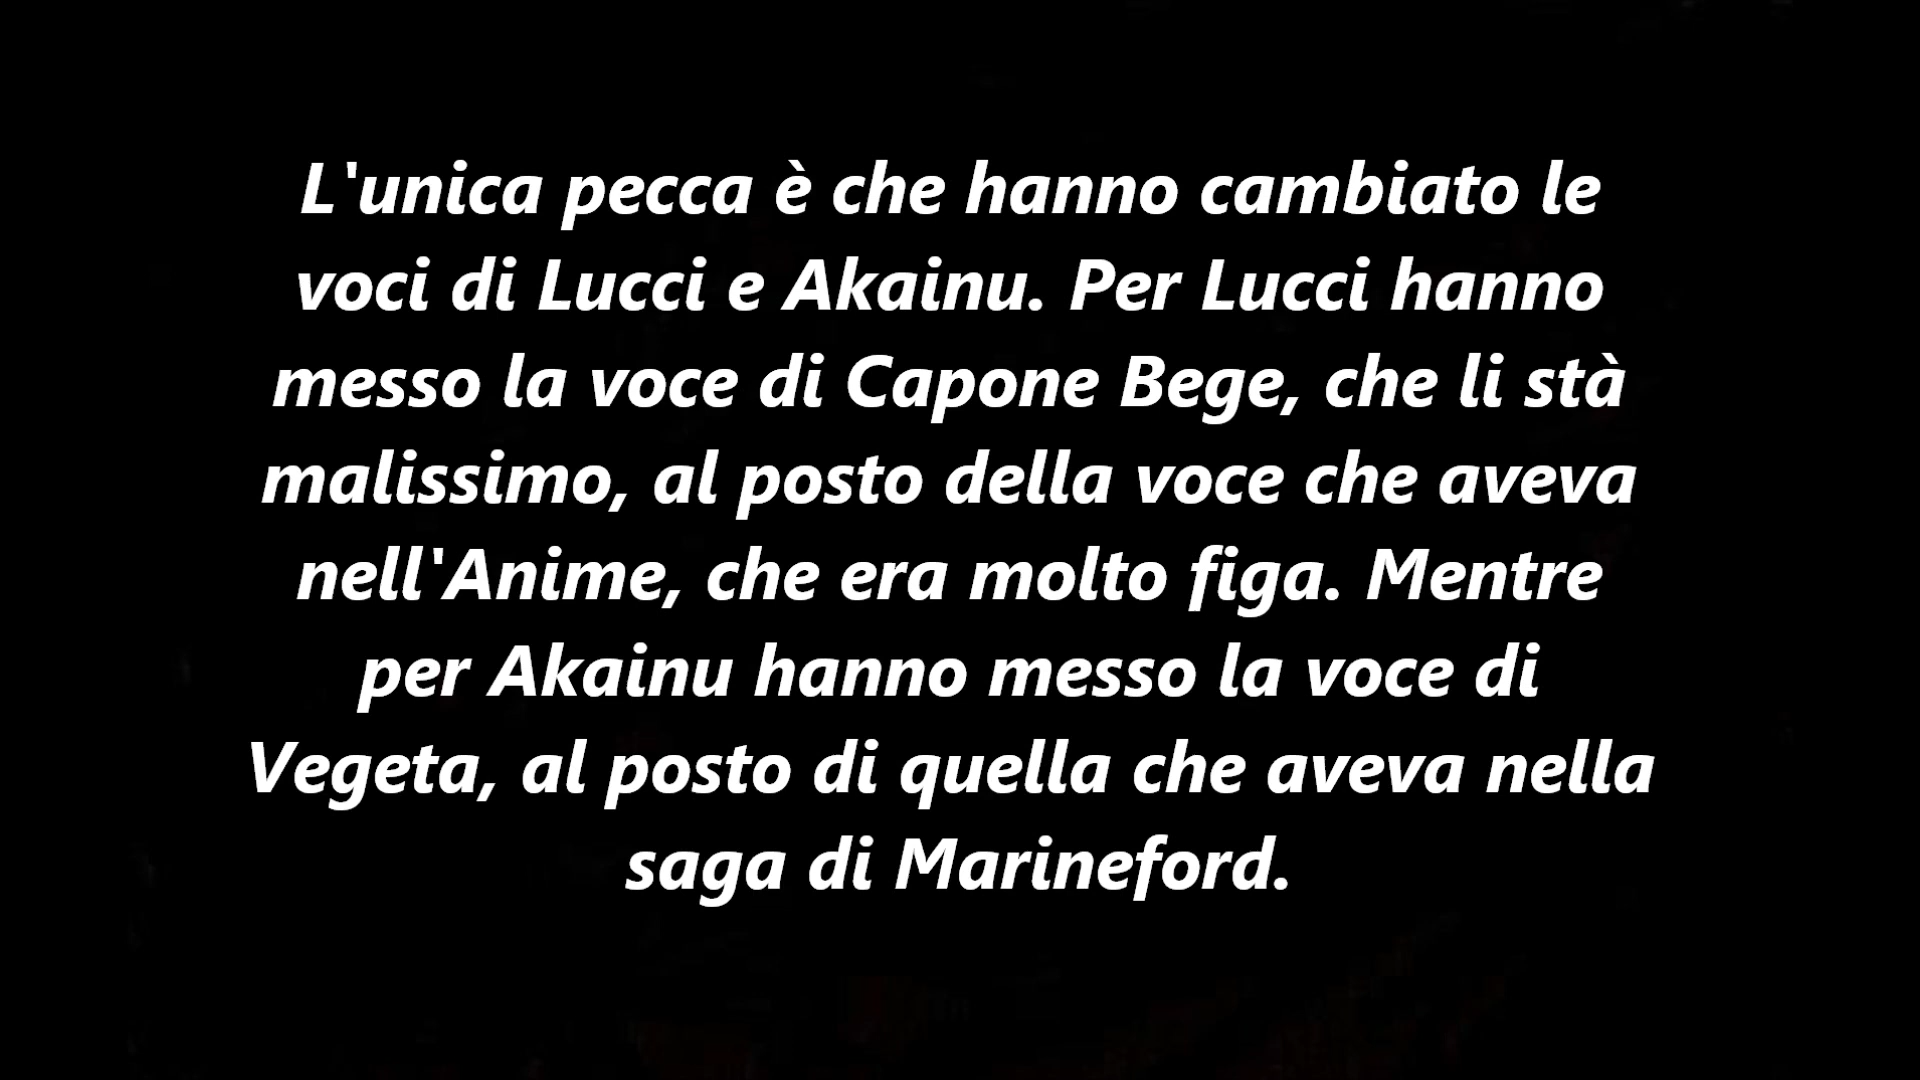 L'unica pecca è che hanno cambiato le
voci di Lucci e Akainu. Per Lucci hanno
messo la voce di Capone Bege, che li stà
malissimo, al posto della voce che aveva
nell'Anime, che era molto figa. Mentre
per Akainu hanno messo la voce di
Vegeta, al posto di quella che aveva nella
saga di Marineford.